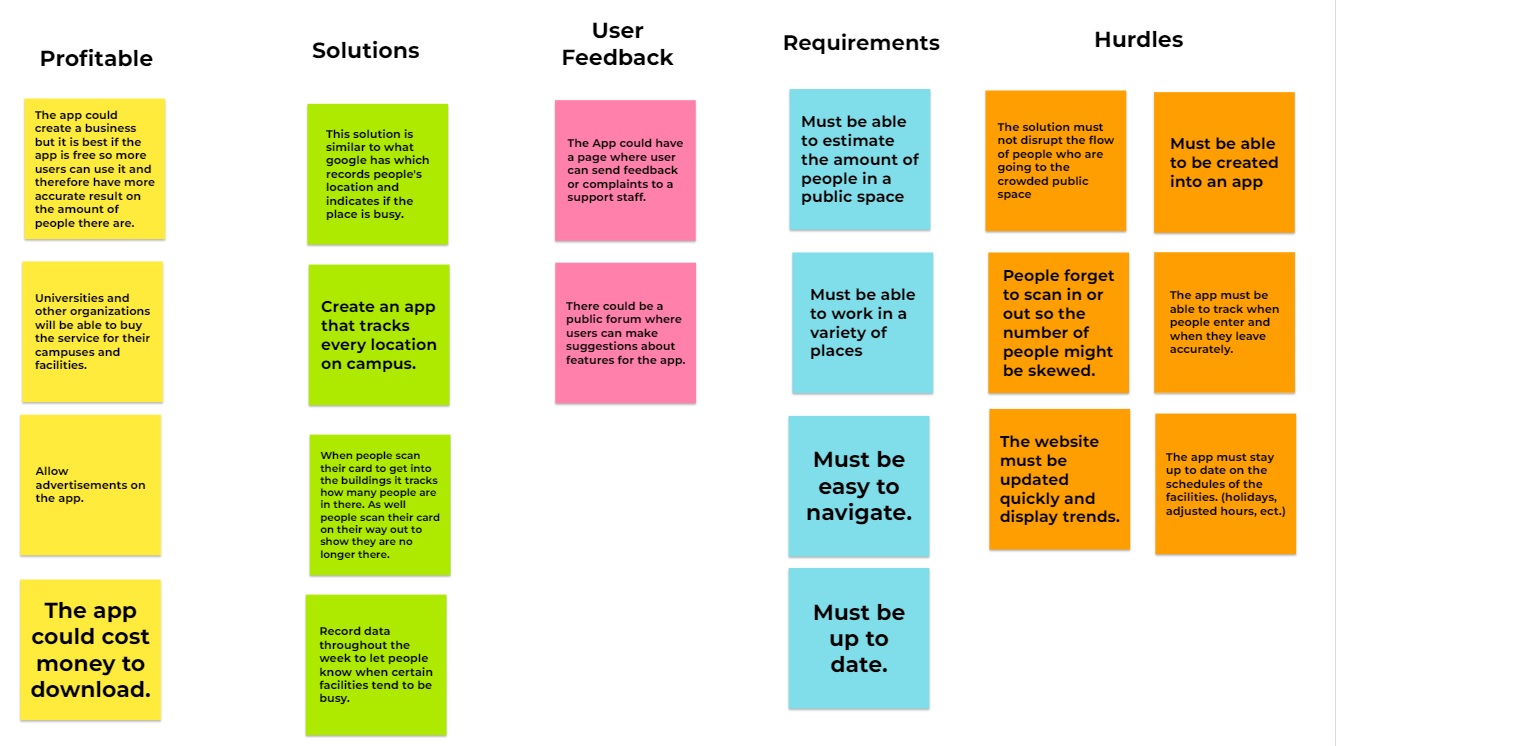 Profitable
The app could
create a business
but it is best if the
app is free so more
users can use it and
therefore have more
accurate result on
the amount of
people there are.
Universities and
other organizations
will be able to buy
the service for their
campuses and
facilities.
Allow
advertisements on
the app.
The app
could cost
money to
download.
Solutions
This solution is
similar to what
google has which
records people's
location and
indicates if the
place is busy.
Create an app
that tracks
every location
on campus.
When people scan
their card to get into
the buildings it tracks
how many people are
in there. As well
people scan their card
on their way out to
show they are no
longer there.
Record data
throughout the
week to let people
know when certain
facilities tend to be
busy.
User
Feedback
The App could have
a page where user
can send feedback
or complaints to a
support staff.
There could be a
public forum where
users can make
suggestions about
features for the app.
Requirements
Must be able
to estimate
the amount of
people in a
public space
Must be able
to work in a
variety of
places
Must be
easy to
navigate.
Must be
up to
date.
Hurdles
The solution must
not disrupt the flow
of people who are
going to the
crowded public
space
People forget
to scan in or
out so the
number of
people might
be skewed.
The website
must be
updated
quickly and
display trends.
Must be able
to be created
into an app
The app must be
able to track when
people enter and
when they leave
accurately.
The app must stay
up to date on the
schedules of the
facilities. (holidays,
adjusted hours, ect.)